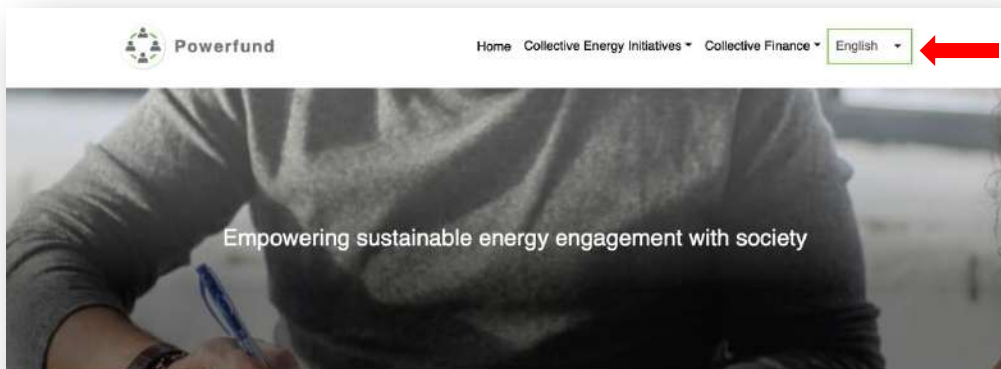 Powerfund
Home Collective Energy Initiatives Collective Finance English
Empowering sustainable energy engagement with society